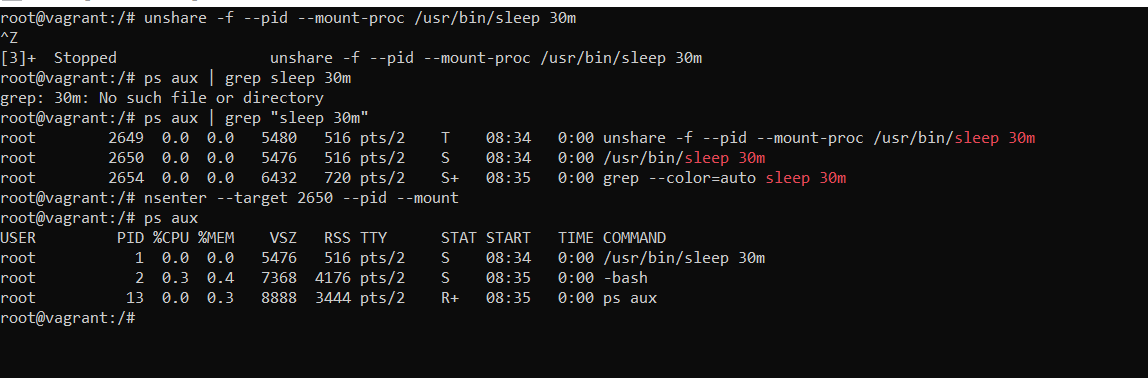 root@vagrant:/# unshare -f --pid --mount-proc /usr/bin/sleep 30m
^Z
[3]+  Stopped                 unshare -f --pid --mount-proc /usr/bin/sleep 30m
root@vagrant:/# ps aux | grep sleep 30m
grep: 30m: No such file or directory
root@vagrant:/# ps aux | grep "sleep 30m"
root        2649  0.0  0.0   5480   516 pts/2    T    08:34   0:00 unshare -f --pid --mount-proc /usr/bin/sleep 30m
root        2650  0.0  0.0   5476   516 pts/2    S    08:34   0:00 /usr/bin/sleep 30m
root        2654  0.0  0.0   6432   720 pts/2    S+   08:35   0:00 grep --color=auto sleep 30m
root@vagrant:/# nsenter --target 2650 --pid --mount
root@vagrant:/# ps aux
USER         PID %CPU %MEM    VSZ   RSS TTY      STAT START   TIME COMMAND
root           1  0.0  0.0   5476   516 pts/2    S    08:34   0:00 /usr/bin/sleep 30m
root           2  0.3  0.4   7368  4176 pts/2    S    08:35   0:00 -bash
root          13  0.0  0.3   8888  3444 pts/2    R+   08:35   0:00 ps aux
root@vagrant:/#